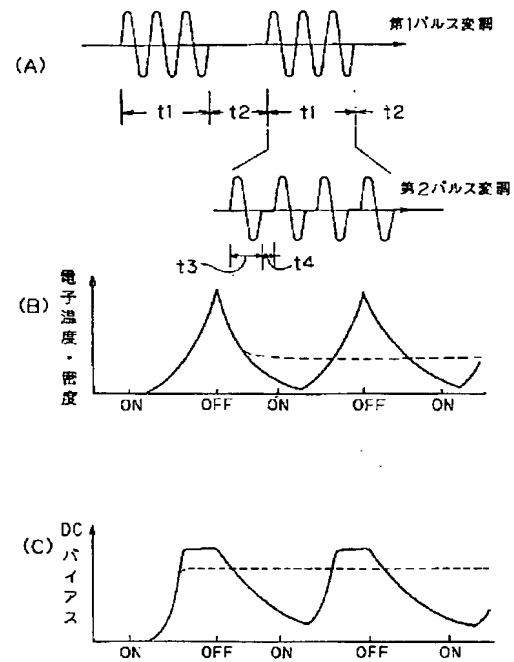 (A)
第1パルス変調
t1 t2 t1 t2
第2パルス変調
t3 t4
(B)
電子温度・密度
ON OFF ON OFF ON
(C)
DCバイアス
ON OFF ON OFF ON